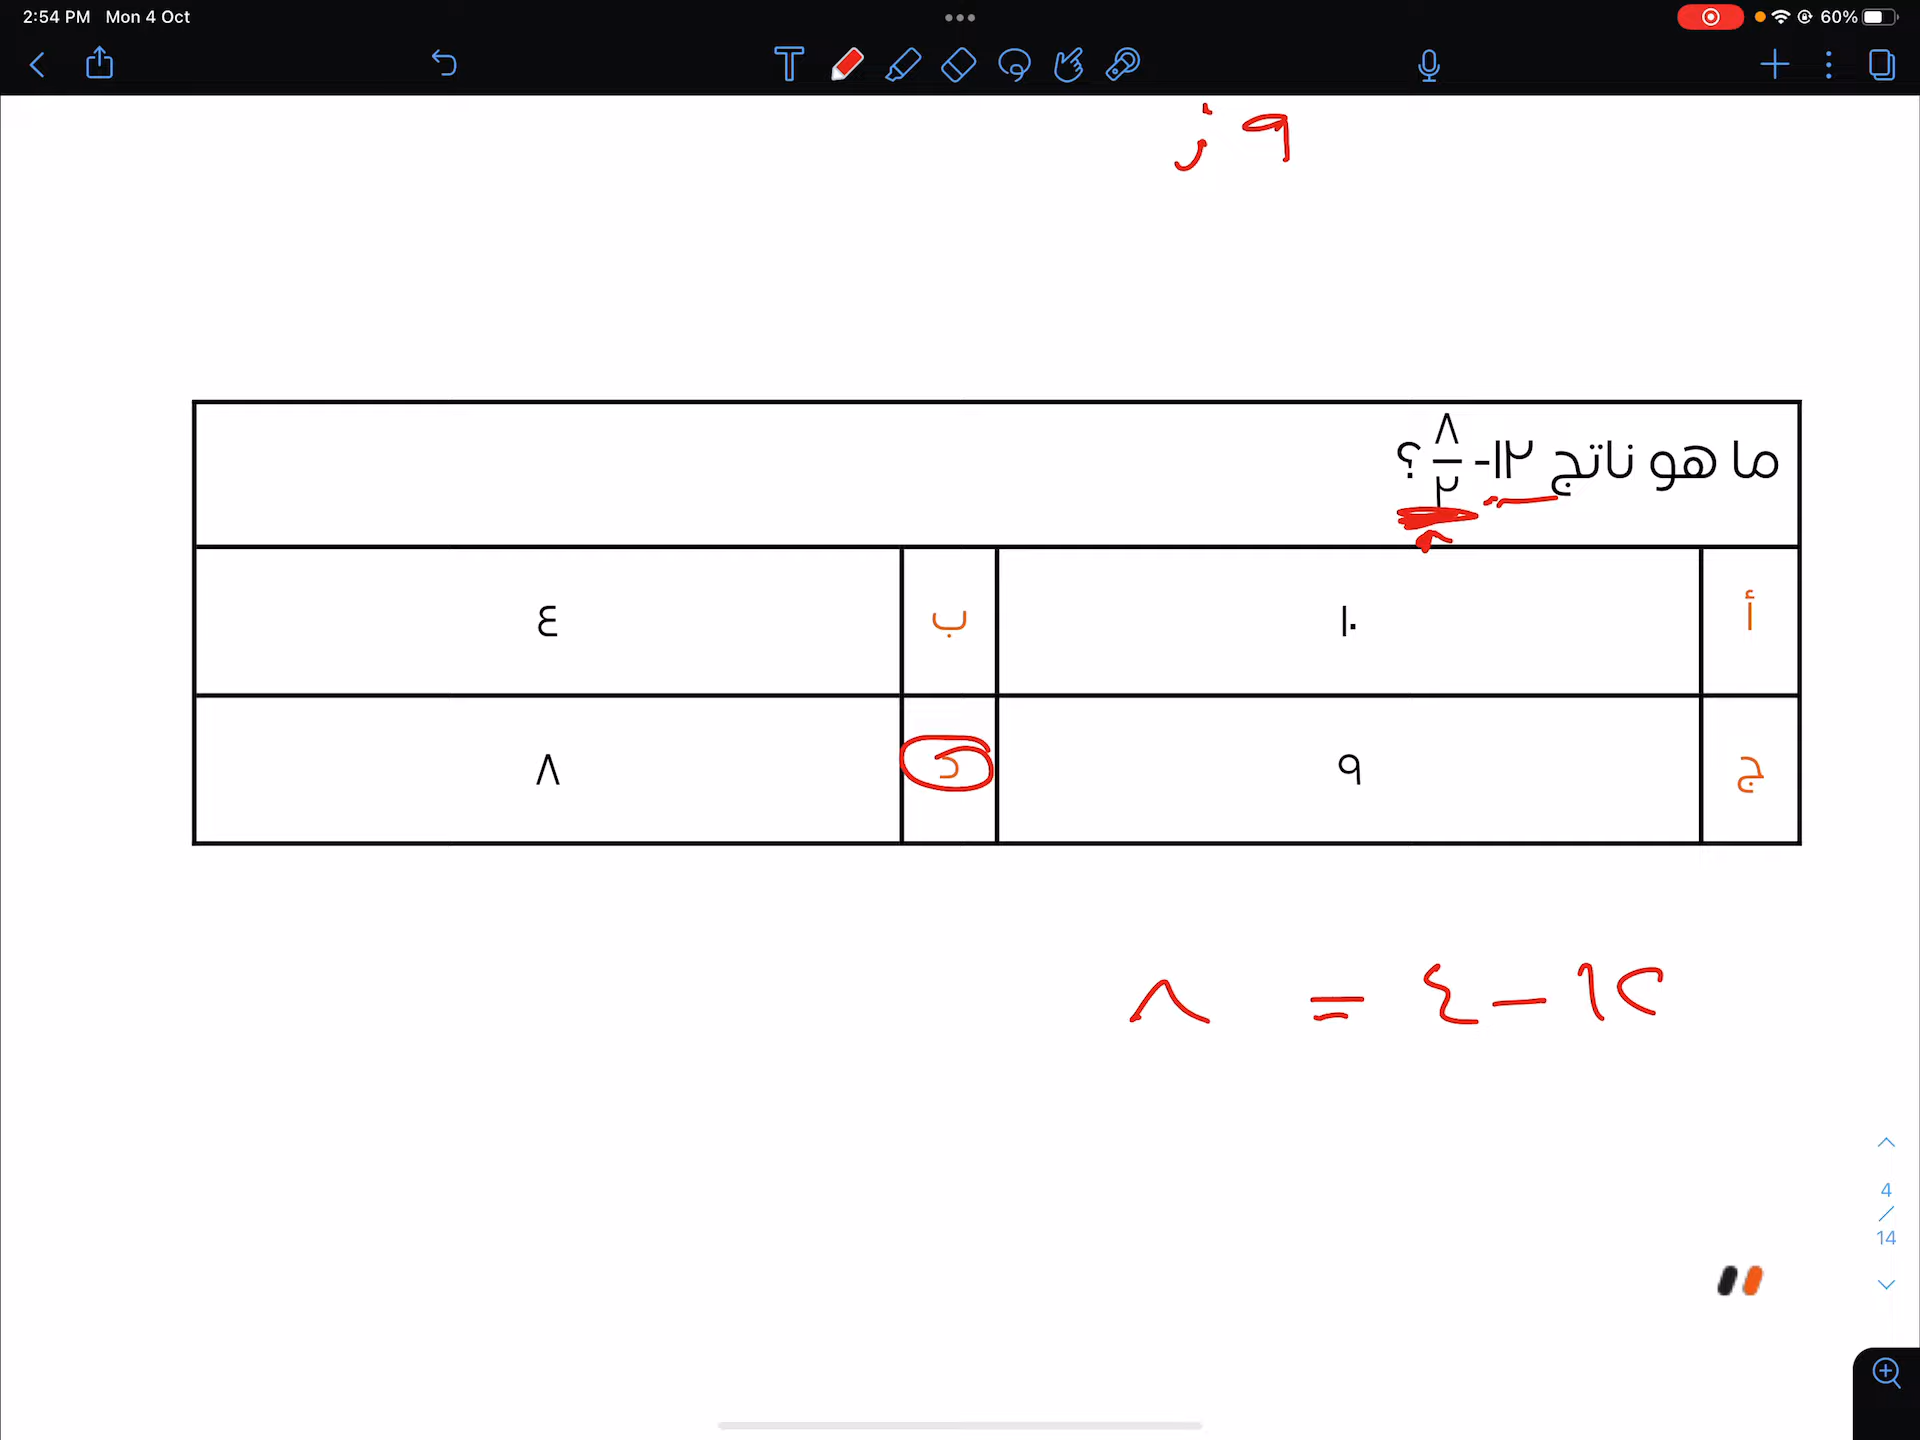 2:54 PM Mon 4 Oct
60%
٩ ز
ما هو ناتج ١٢- ٨/٢ ؟
أ ١٠ ب ٤
ج ٩ د ٨
١٢ - ٤ = ٨
4
/
14